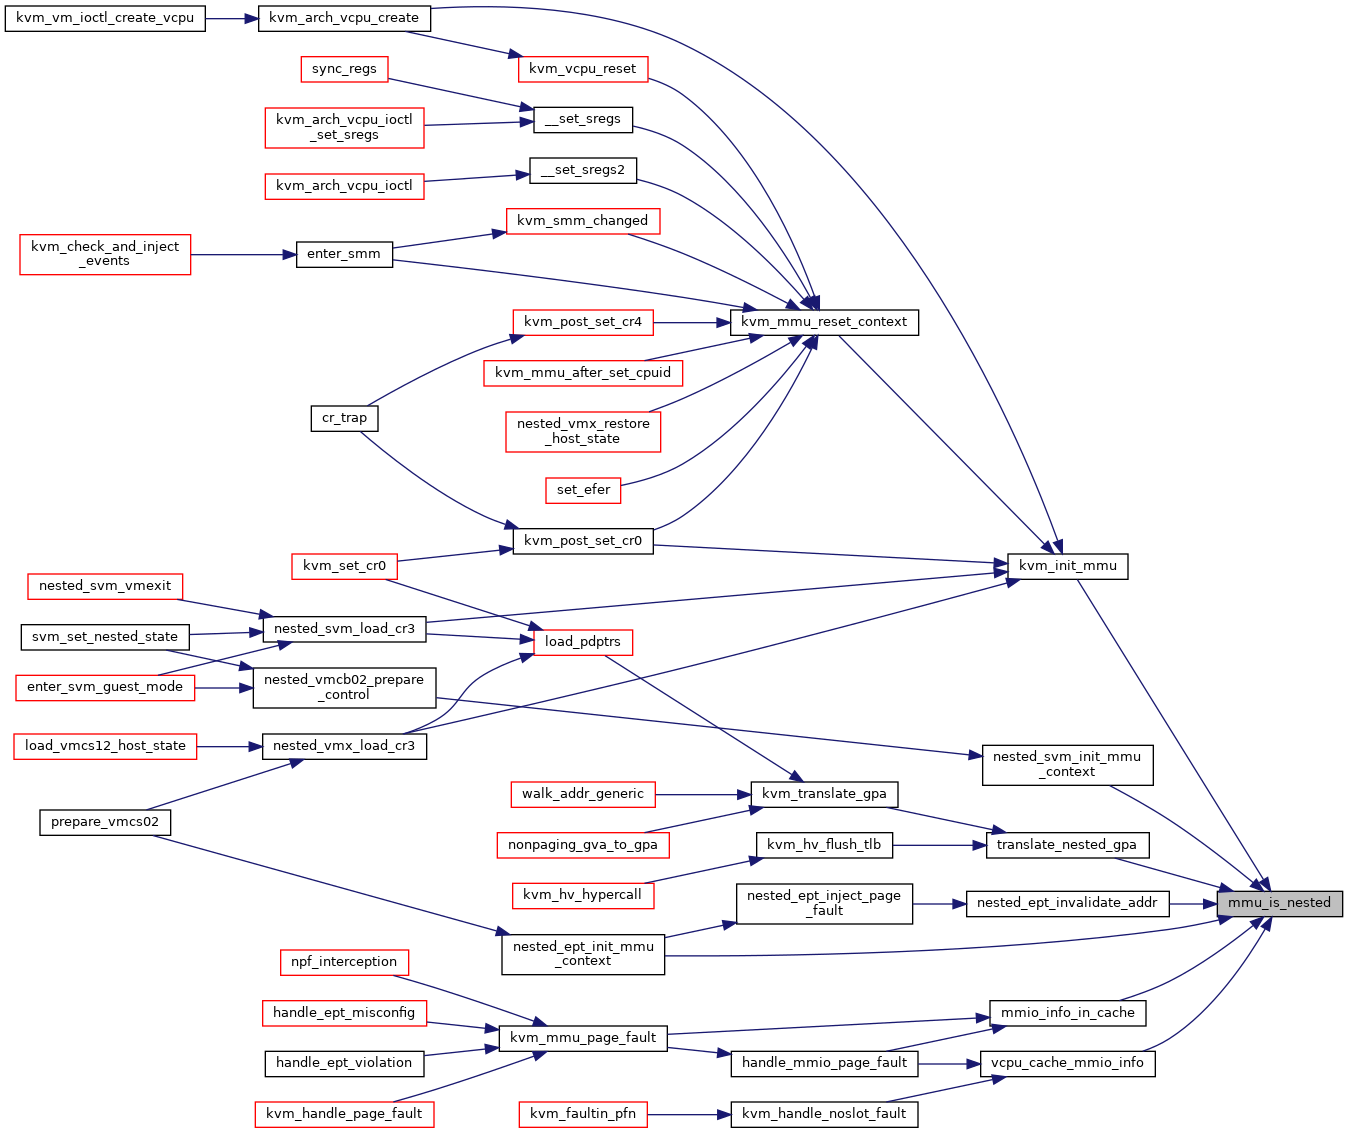 kvm_vm_ioctl_create_vcpu
kvm_arch_vcpu_create
sync_regs
kvm_vcpu_reset
kvm_arch_vcpu_ioctl
_set_sregs
__set_sregs
kvm_arch_vcpu_ioctl
__set_sregs2
kvm_smm_changed
kvm_check_and_inject
_events
enter_smm
kvm_post_set_cr4
kvm_mmu_reset_context
kvm_mmu_after_set_cpuid
cr_trap
nested_vmx_restore
_host_state
set_efer
kvm_post_set_cr0
kvm_set_cr0
kvm_init_mmu
nested_svm_vmexit
svm_set_nested_state
nested_svm_load_cr3
load_pdptrs
enter_svm_guest_mode
nested_vmcb02_prepare
_control
load_vmcs12_host_state
nested_vmx_load_cr3
nested_svm_init_mmu
_context
walk_addr_generic
kvm_translate_gpa
prepare_vmcs02
nonpaging_gva_to_gpa
kvm_hv_flush_tlb
translate_nested_gpa
kvm_hv_hypercall
nested_ept_inject_page
_fault
nested_ept_invalidate_addr
mmu_is_nested
nested_ept_init_mmu
_context
npf_interception
handle_ept_misconfig
mmio_info_in_cache
kvm_mmu_page_fault
handle_ept_violation
handle_mmio_page_fault
vcpu_cache_mmio_info
kvm_handle_page_fault
kvm_faultin_pfn
kvm_handle_noslot_fault